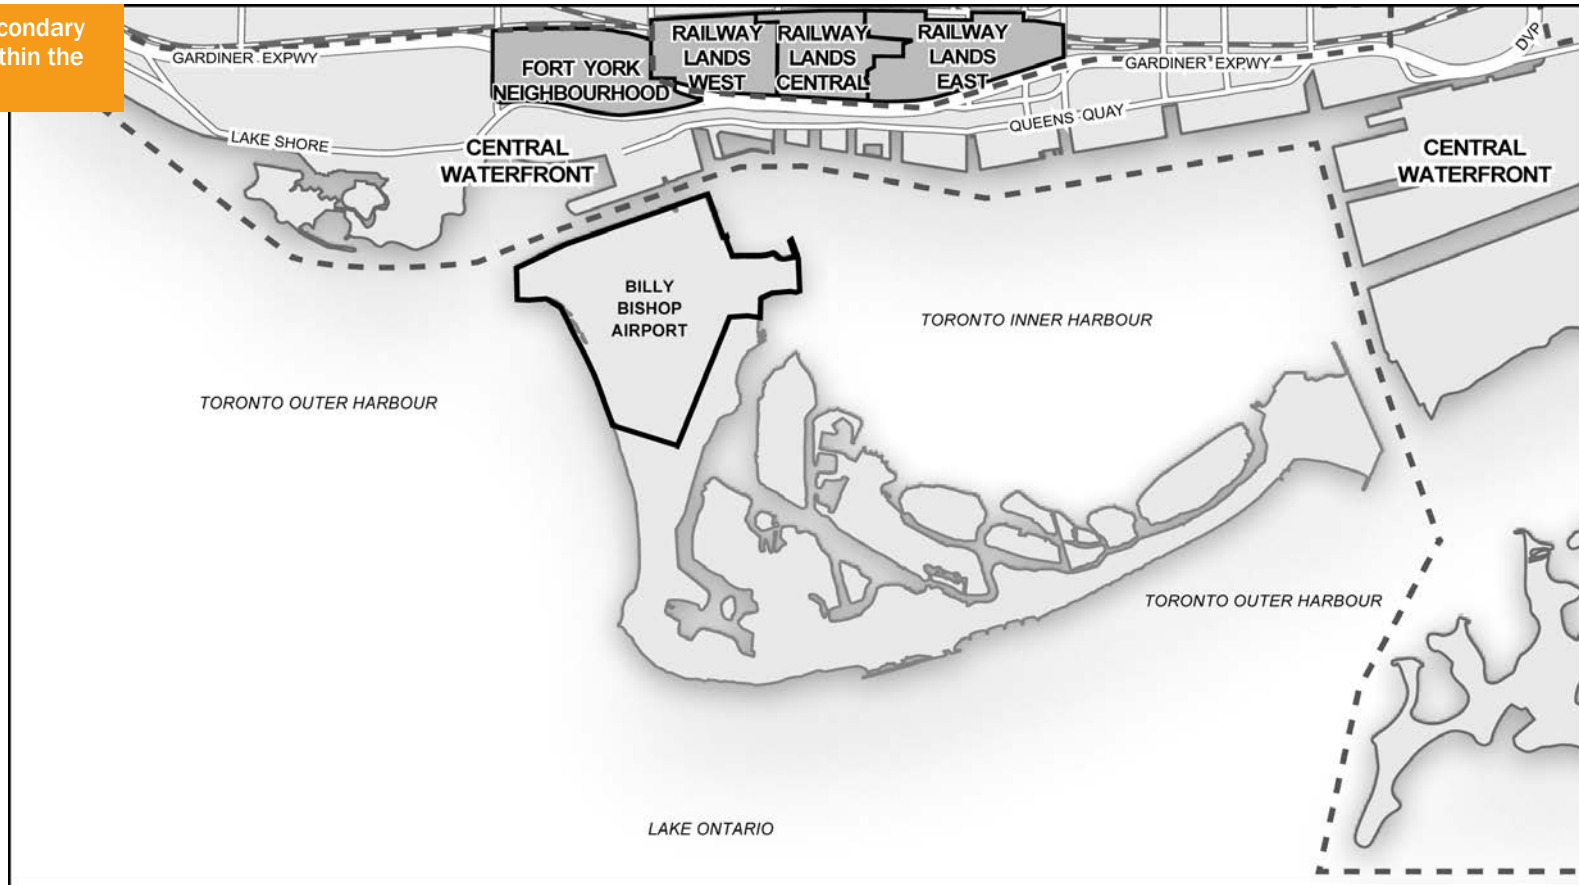 condary
thin the
GARDINER EXPWY
FORT YORK
NEIGHBOURHOOD
RAILWAY
LANDS
WEST
RAILWAY
LANDS
CENTRAL
RAILWAY
LANDS
EAST
GARDINER EXPWY
DVP
LAKE SHORE
QUEENS QUAY
CENTRAL
WATERFRONT
CENTRAL
WATERFRONT
BILLY
BISHOP
AIRPORT
TORONTO INNER HARBOUR
TORONTO OUTER HARBOUR
TORONTO OUTER HARBOUR
LAKE ONTARIO